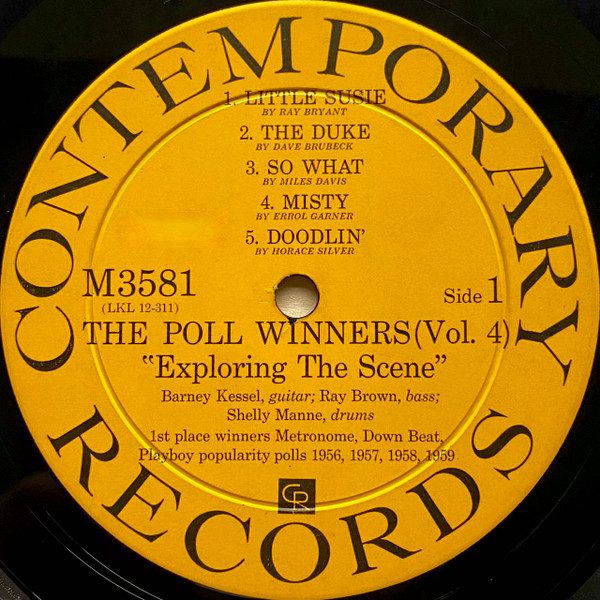 CONTEMPORARY
1. LITTLE SUSIE
BY RAY BRYANT
2. THE DUKE
BY DAVE BRUBECK
3. SO WHAT
BY MILES DAVIS
4. MISTY
BY ERROL GARNER
5. DOODLIN'
BY HORACE SILVER
M3581
(LKL 12-311)
Side 1
THE POLL WINNERS (Vol. 4)
"Exploring The Scene"
Barney Kessel, guitar; Ray Brown, bass;
Shelly Manne, drums
1st place winners Metronome, Down Beat,
Playboy popularity polls 1956, 1957, 1958, 1959
CR
RECORDS